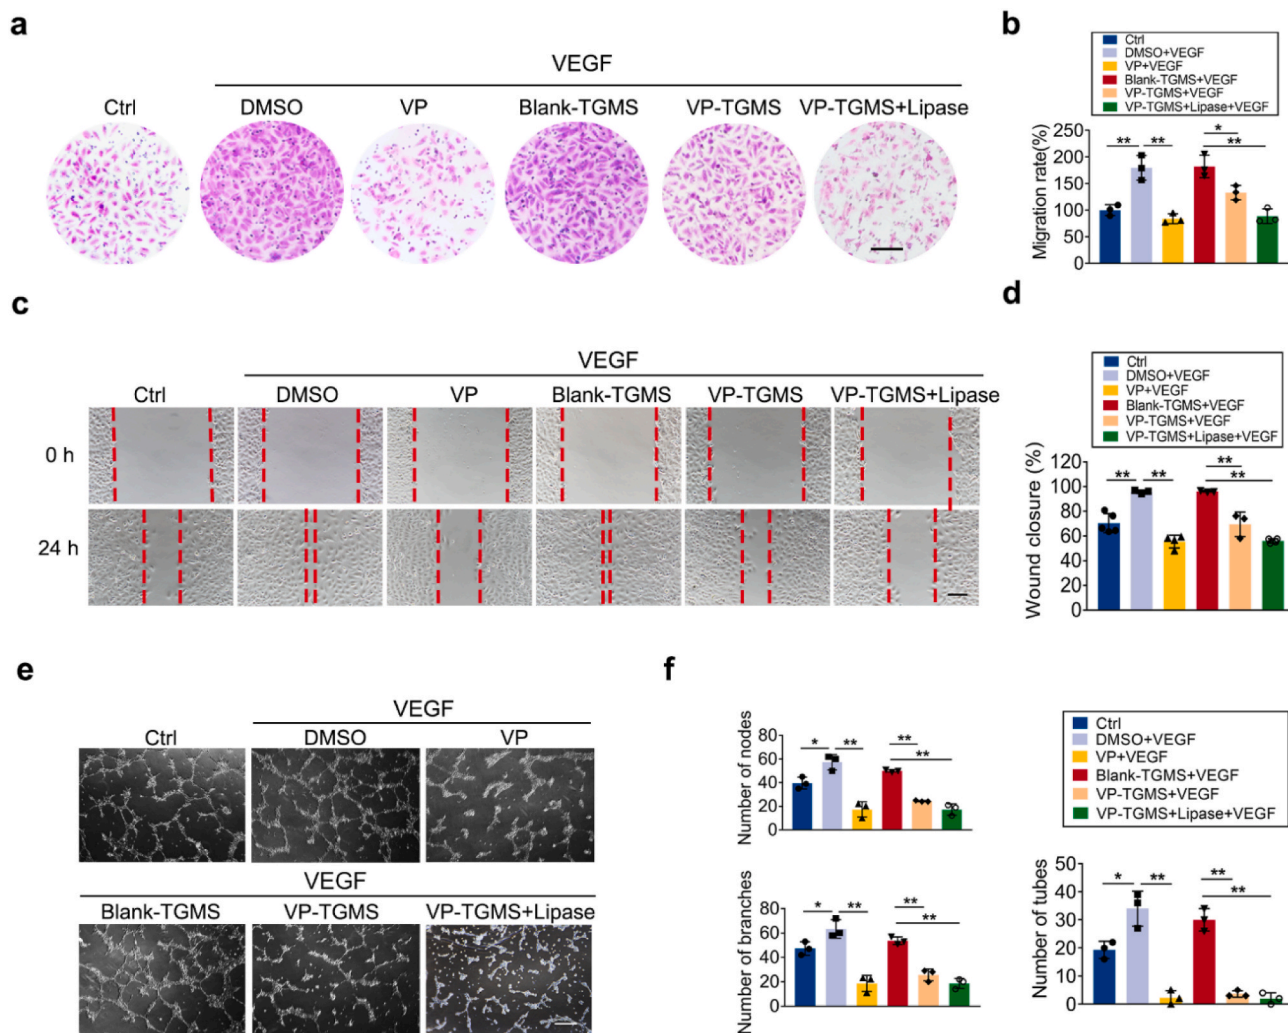 a
VEGF
Ctrl DMSO VP Blank-TGMS VP-TGMS VP-TGMS+Lipase
b
Ctrl
DMSO+VEGF
VP+VEGF
Blank-TGMS+VEGF
VP-TGMS+VEGF
VP-TGMS+Lipase+VEGF
Migration rate(%)
250
200
150
100
50
0
** ** * **
c
VEGF
Ctrl DMSO VP Blank-TGMS VP-TGMS VP-TGMS+Lipase
0 h
24 h
d
Ctrl
DMSO+VEGF
VP+VEGF
Blank-TGMS+VEGF
VP-TGMS+VEGF
VP-TGMS+Lipase+VEGF
Wound closure (%)
120
100
80
60
40
20
0
** ** ** **
e
VEGF
Ctrl DMSO VP
VEGF
Blank-TGMS VP-TGMS VP-TGMS+Lipase
f
Number of nodes
80
60
40
20
0
* ** ** **
Number of branches
80
60
40
20
0
* ** ** **
Ctrl
DMSO+VEGF
VP+VEGF
Blank-TGMS+VEGF
VP-TGMS+VEGF
VP-TGMS+Lipase+VEGF
Number of tubes
50
40
30
20
10
0
* ** ** **